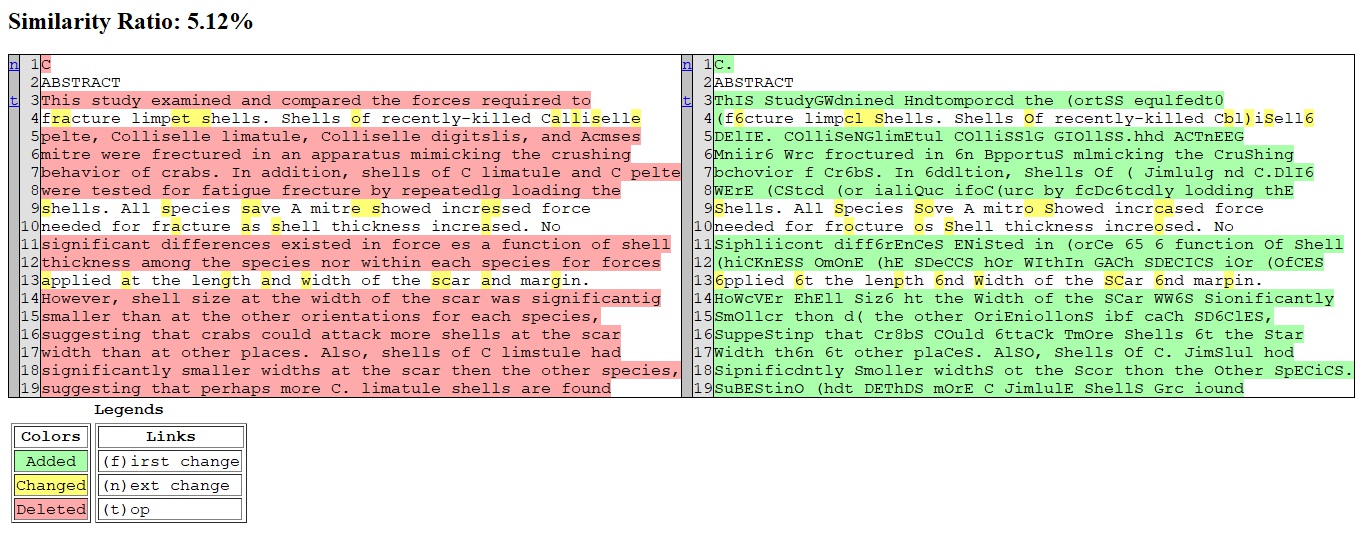 Similarity Ratio: 5.12%
n 1 C
2 ABSTRACT
t 3 This study examined and compared the forces required to
4 fracture limpet shells. Shells of recently-killed Calliselle
5 pelte, Colliselle limatule, Colliselle digitslis, and Acmses
6 mitre were frectured in an apparatus mimicking the crushing
7 behavior of crabs. In addition, shells of C limatule and C pelte
8 were tested for fatigue frecture by repeatedlg loading the
9 shells. All species save A mitre showed incressed force
10 needed for fracture as shell thickness increased. No
11 significant differences existed in force es a function of shell
12 thickness among the species nor within each species for forces
13 applied at the length and width of the scar and margin.
14 However, shell size at the width of the scar was significantig
15 smaller than at the other orientations for each species,
16 suggesting that crabs could attack more shells at the scar
17 width than at other places. Also, shells of C limstule had
18 significantly smaller widths at the scar then the other species,
19 suggesting that perhaps more C. limatule shells are found
n 1 C.
2 ABSTRACT
t 3 ThIS StudyGWdnined Hndtomporcd the (ortSS equlfedt0
4 (f6cture limpcl Shells. Shells Of recently-killed Cbl)iSell6
5 DElIE. COlliSeNGlimEtul COlliSSlG GIOllSS.hhd ACTnEEG
6 Mniir6 Wrc froctured in 6n BpportuS mlmicking the CruShing
7 bchovior f Cr6bS. In 6ddltion, Shells Of ( Jimlulg nd C.DlI6
8 WErE (CStcd (or ialiQuc ifoC(urc by fcDc6tcdly lodding thE
9 Shells. All Species Sove A mitro Showed incrcased force
10 needed for frocture os Shell thickness increosed. No
11 Siphliicont diff6rEnCeS ENiSted in (orCe 65 6 function Of Shell
12 (hiCKnESS OmOnE (hE SDeCCS hOr WIthIn GACh SDECICS iOr (OfCES
13 6pplied 6t the lenpth 6nd Width of the SCar 6nd marpin.
14 HoWcVEr EhEll Siz6 ht the Width of the SCar WW6S Sionificantly
15 SmOllcr thon d( the other OriEniollonS ibf caCh SD6ClES,
16 SuppeStinp that Cr8bS COuld 6ttaCk TmOre Shells 6t the Star
17 Width th6n 6t other plaCeS. AlSO, Shells Of C. JimSlul hod
18 Sipnificdntly Smoller widthS ot the Scor thon the Other SpECiCS.
19 SuBEStinO (hdt DEThDS mOrE C JimlulE ShellS Grc iound
Legends
Colors Links
Added (f)irst change
Changed (n)ext change
Deleted (t)op